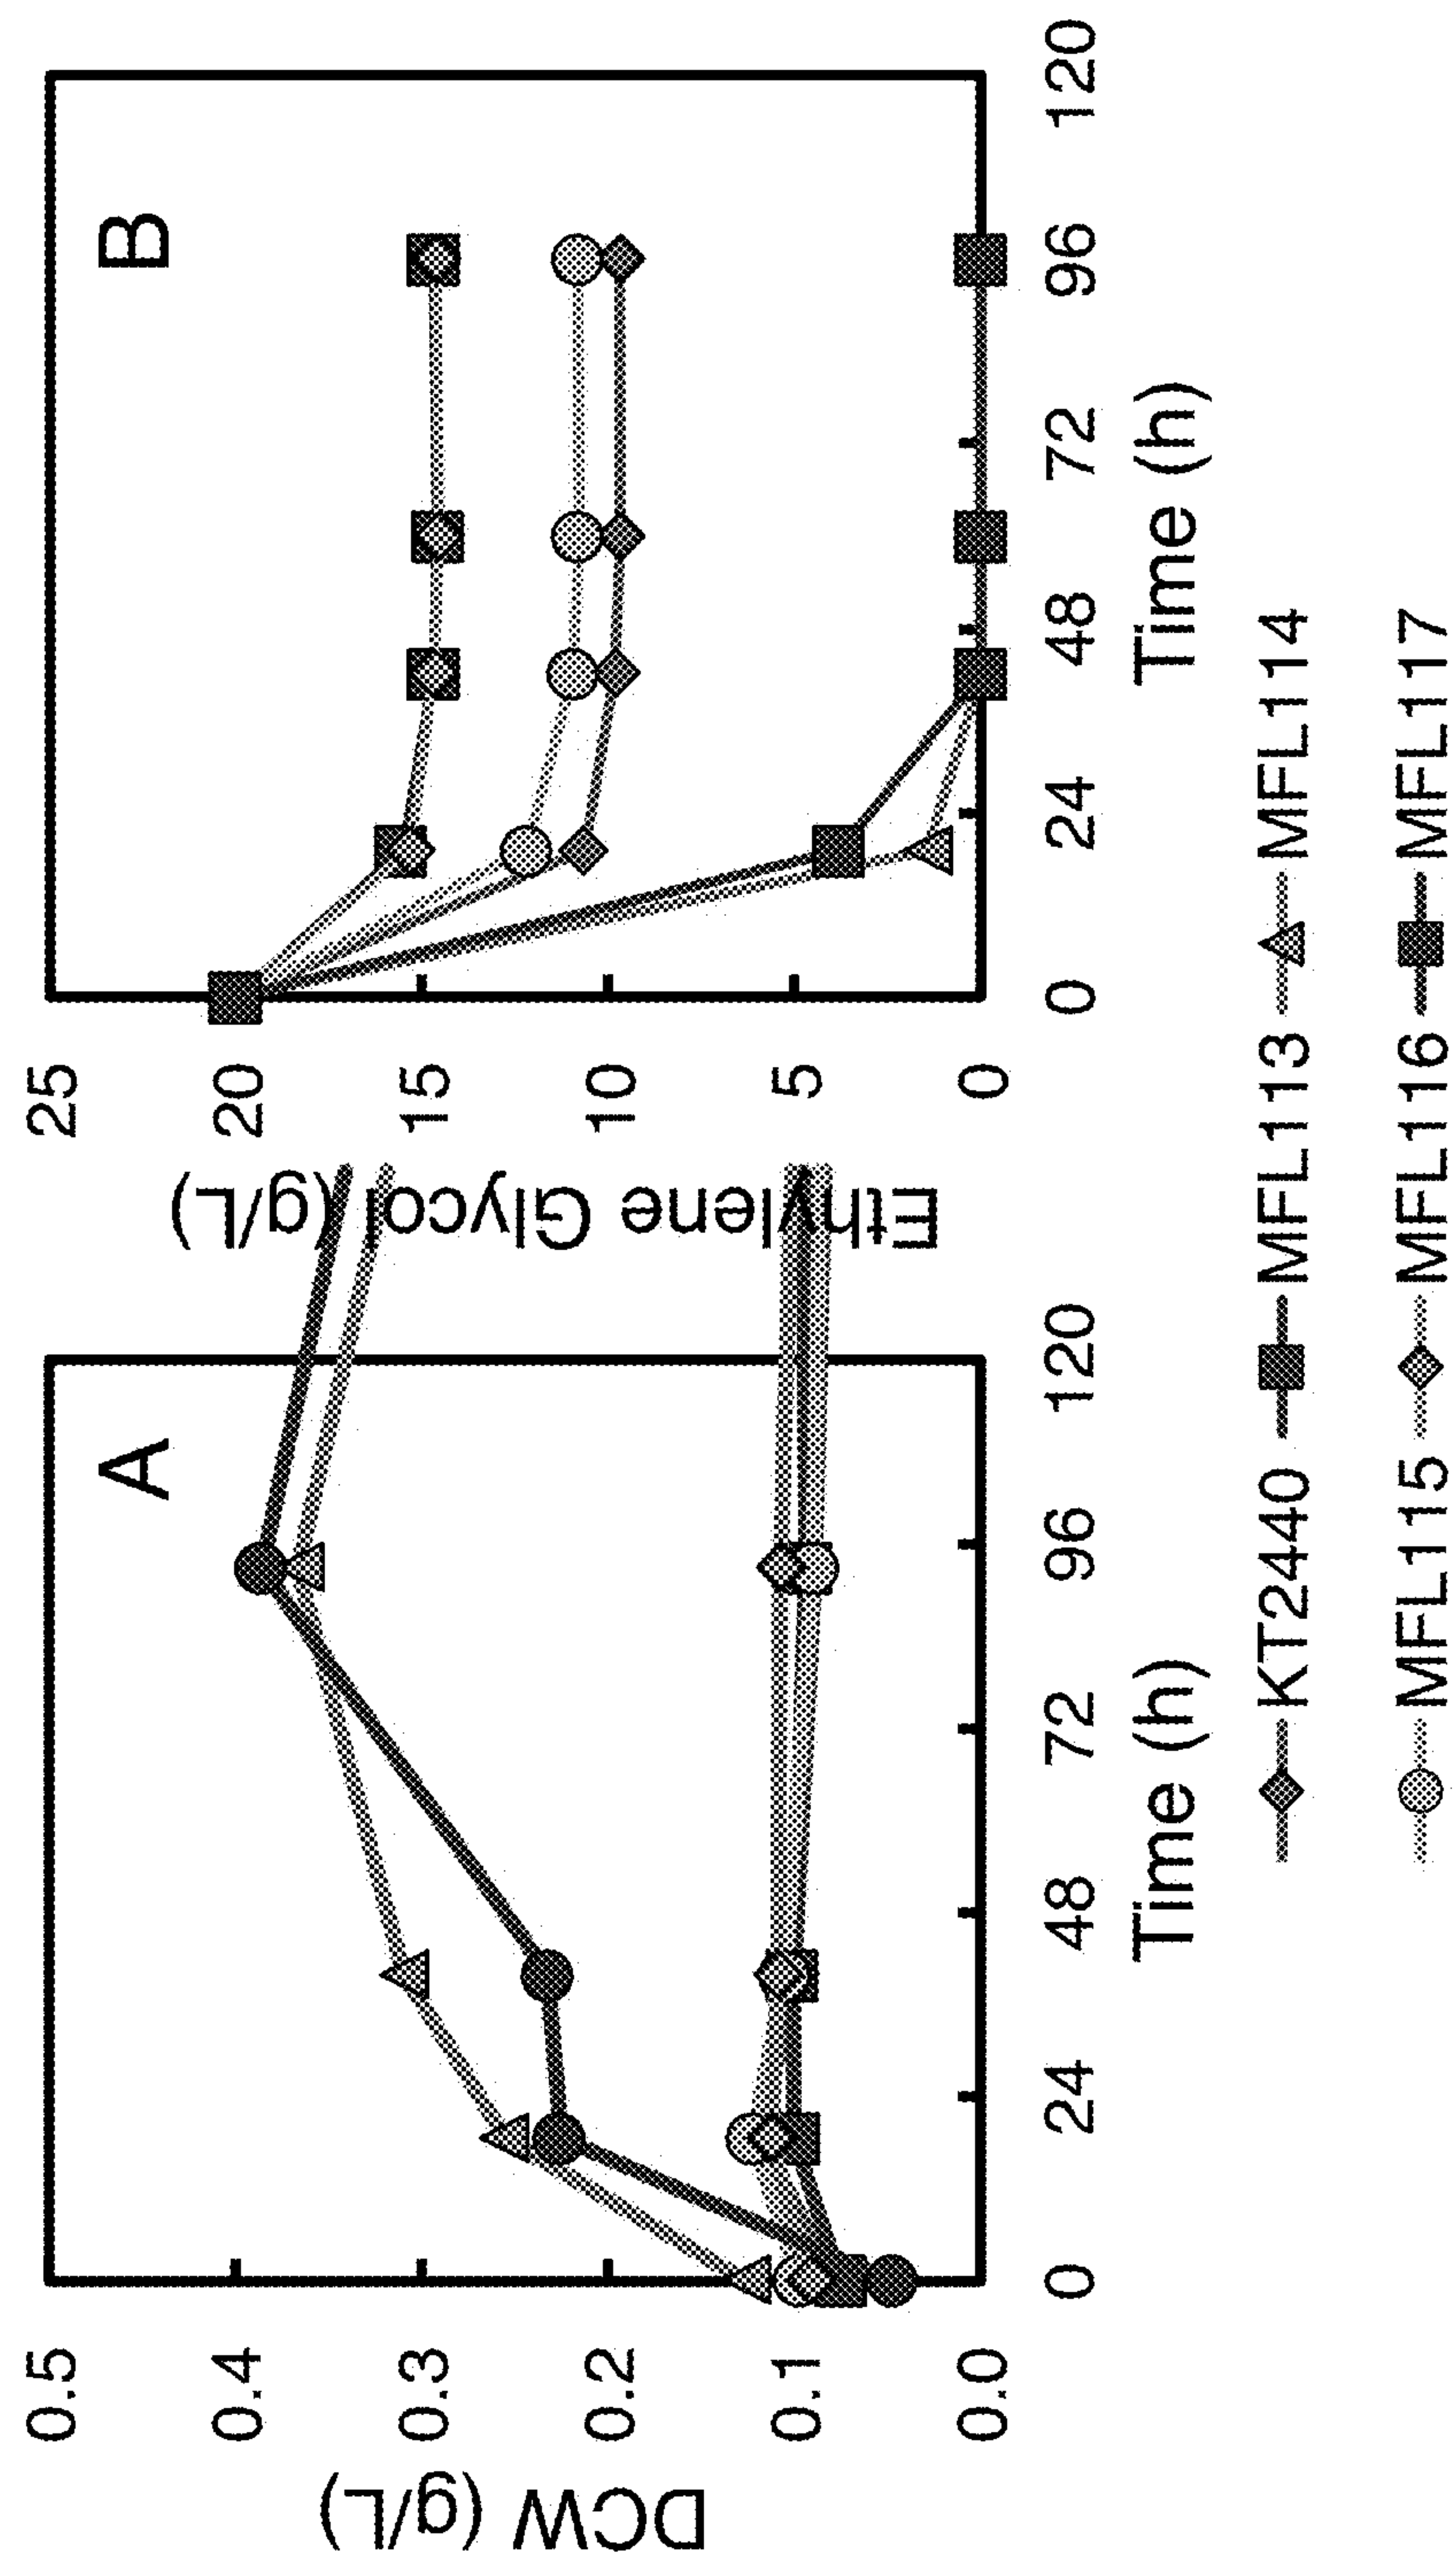 A
DCW (g/L)
0.5
0.4
0.3
0.2
0.1
0.0
0 24 48 72 96 120
Time (h)
B
Ethylene Glycol (g/L)
25
20
15
10
5
0
0 24 48 72 96 120
Time (h)
KT2440 MFL113 MFL114
MFL115 MFL116 MFL117